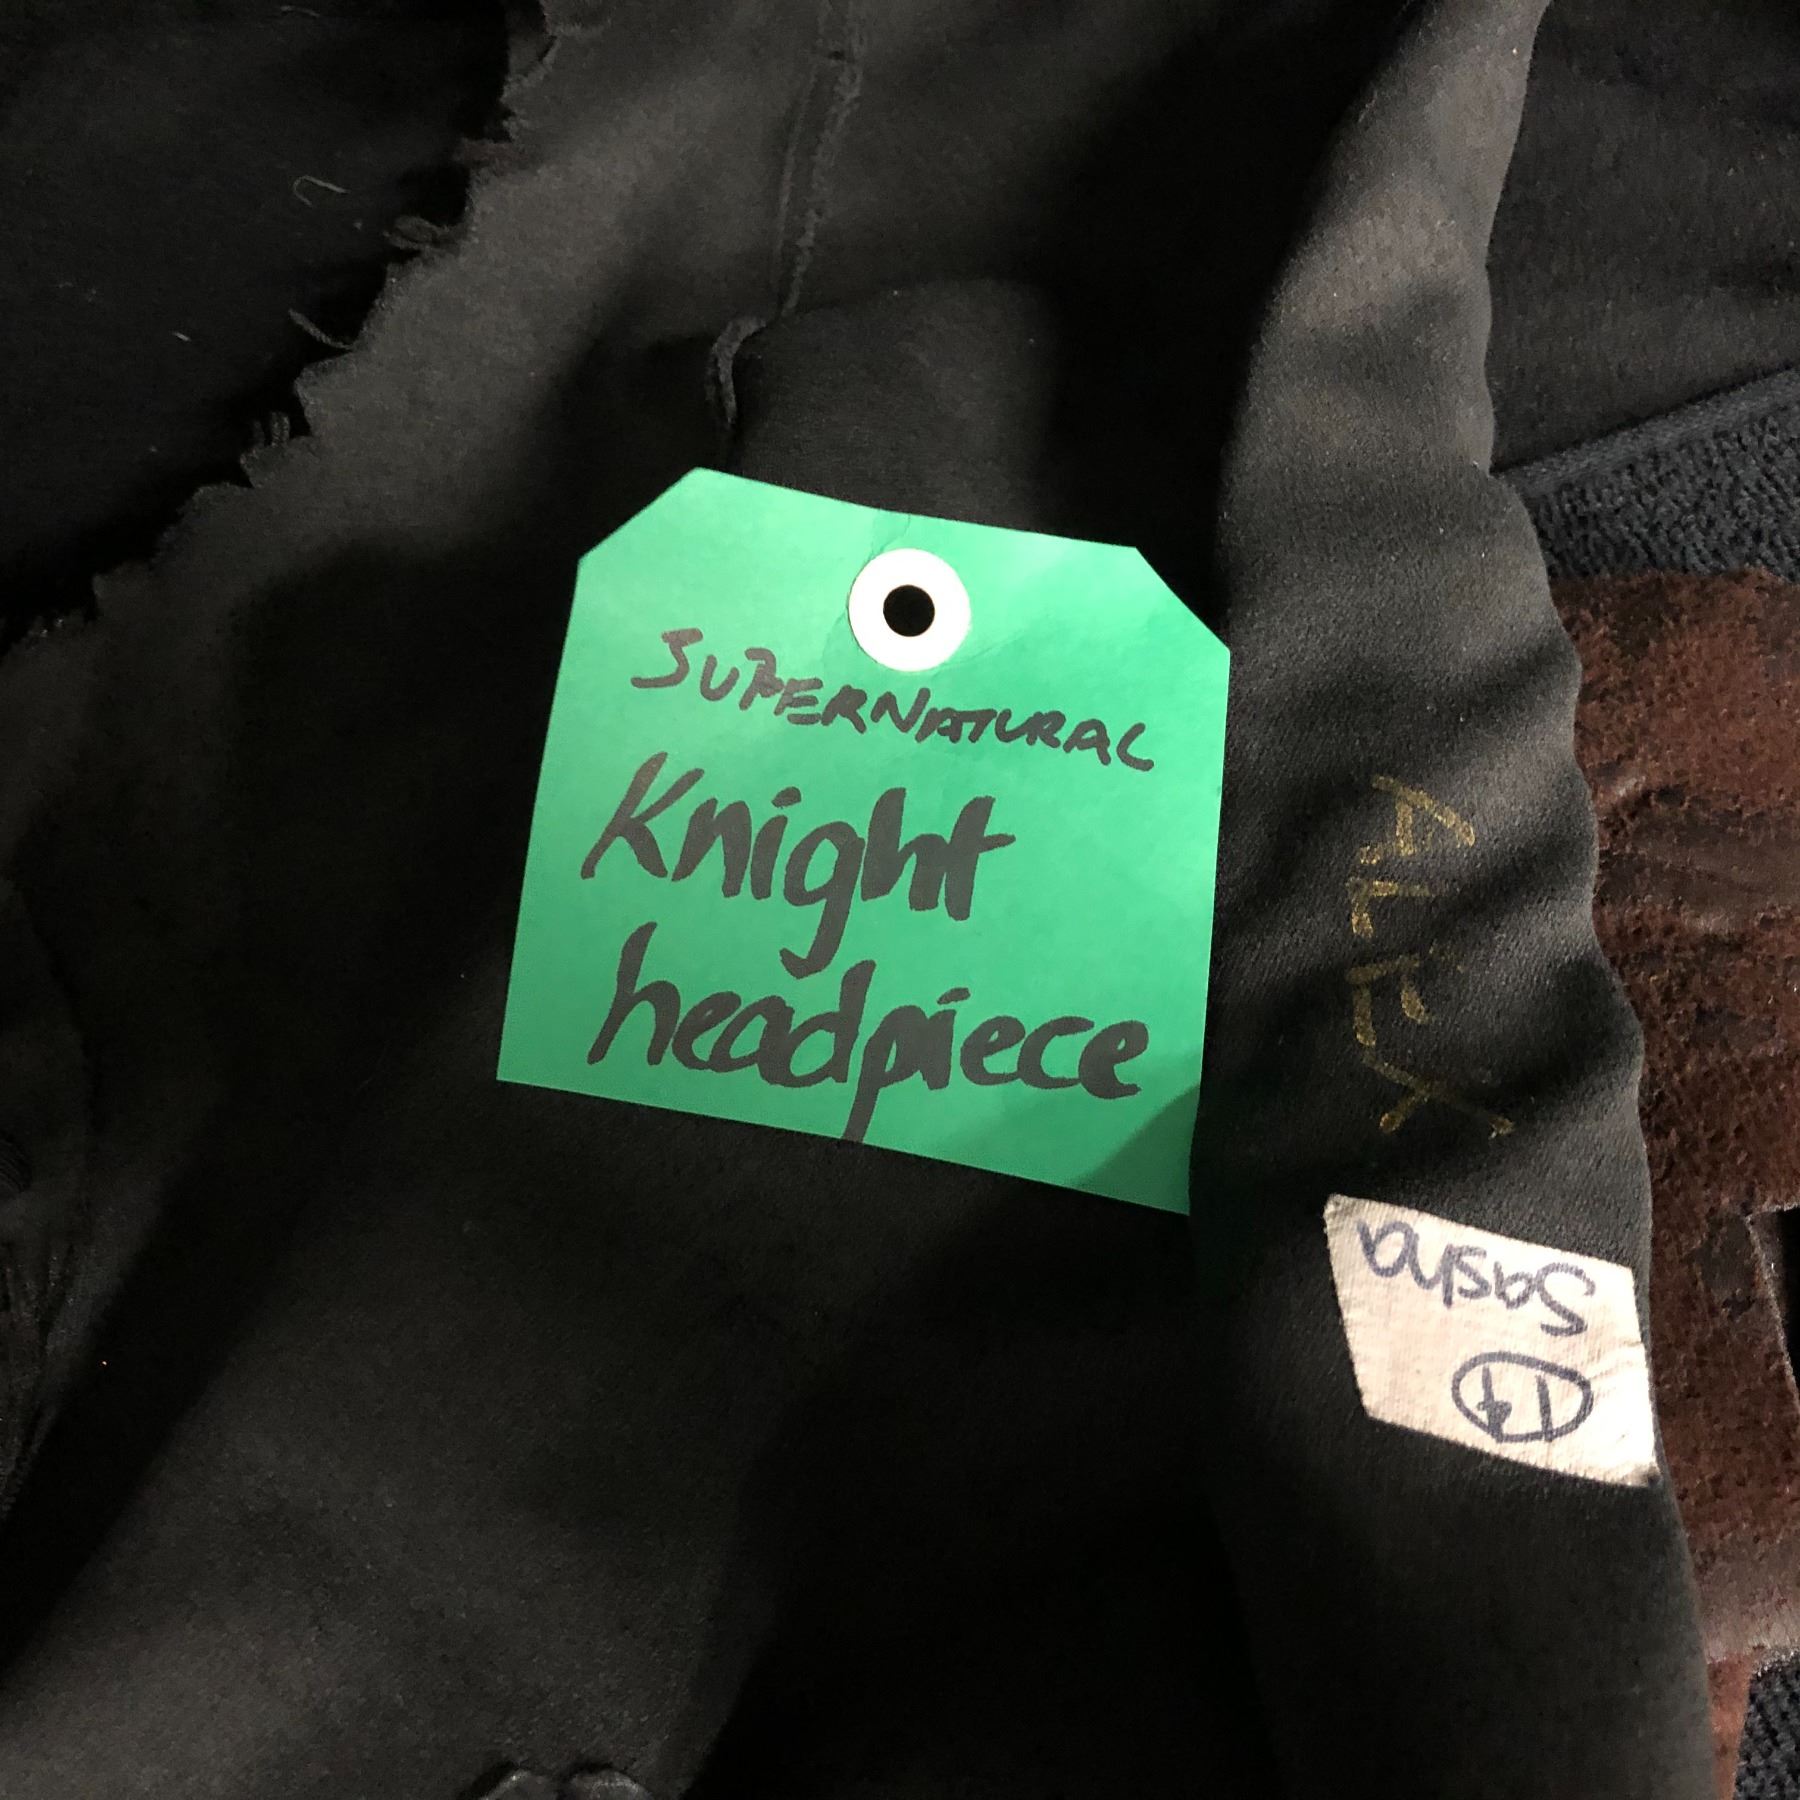 SUPERNATURAL
Knight
headpiece
ALEX
Sasha